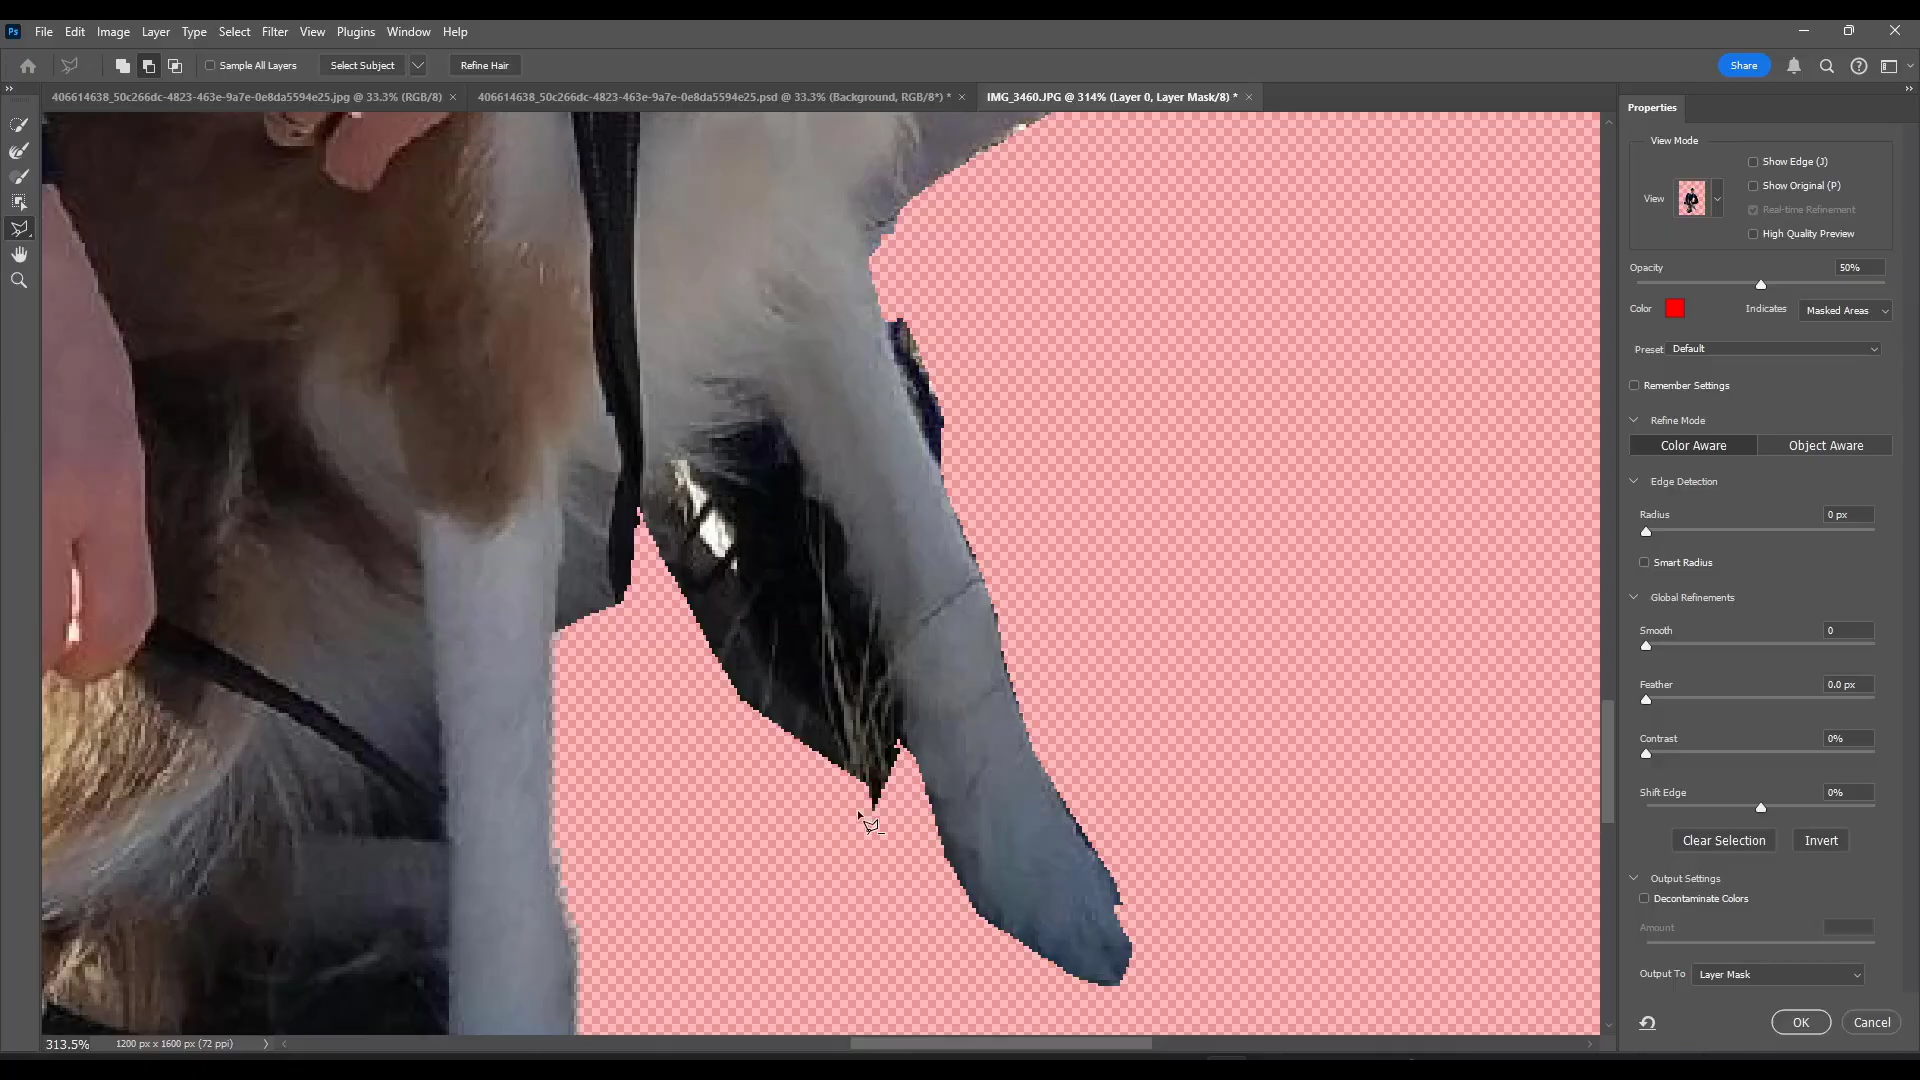 Ps File Edit Image Layer Type Select Filter View Plugins Window Help
Sample All Layers Select Subject Refine Hair Share
406614638_50c266dc-4823-463e-9a7e-0e8da5594e25.jpg @ 33.3% (RGB/8) × 406614638_50c266dc-4823-463e-9a7e-0e8da5594e25.psd @ 33.3% (Background, RGB/8*) * × IMG_3460.JPG @ 314% (Layer 0, Layer Mask/8) * ×
Properties
View Mode
Show Edge (J)
View Show Original (P)
Real-time Refinement
High Quality Preview
Opacity 50%
Color Indicates Masked Areas
Preset Default
Remember Settings
Refine Mode
Color Aware Object Aware
Edge Detection
Radius 0 px
Smart Radius
Global Refinements
Smooth 0
Feather 0.0 px
Contrast 0%
Shift Edge 0%
Clear Selection Invert
Output Settings
Decontaminate Colors
Amount
Output To Layer Mask
OK Cancel
313.5% 1200 px x 1600 px (72 ppi)